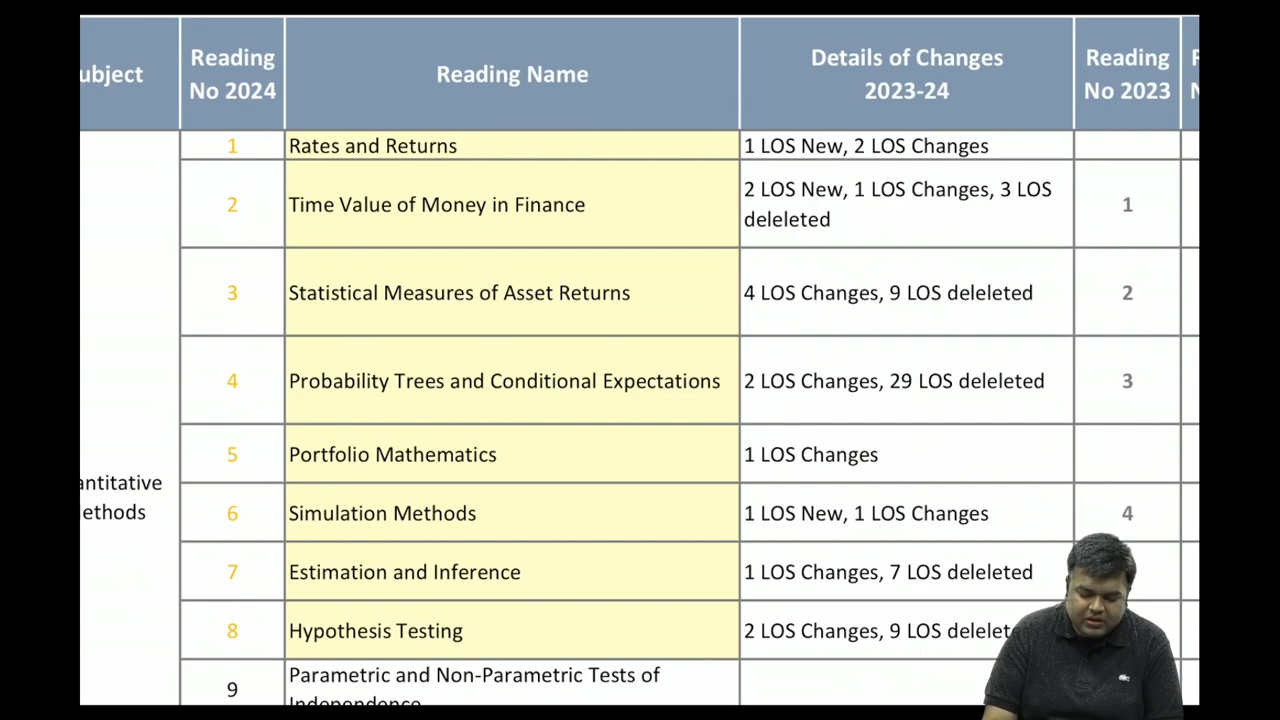 ubject
Reading
No 2024
Reading Name
Details of Changes
2023-24
Reading
No 2023
1
Rates and Returns
1 LOS New, 2 LOS Changes
2
Time Value of Money in Finance
2 LOS New, 1 LOS Changes, 3 LOS
deleleted
1
3
Statistical Measures of Asset Returns
4 LOS Changes, 9 LOS deleleted
2
4
Probability Trees and Conditional Expectations
2 LOS Changes, 29 LOS deleleted
3
5
Portfolio Mathematics
1 LOS Changes
antitative
ethods
6
Simulation Methods
1 LOS New, 1 LOS Changes
4
7
Estimation and Inference
1 LOS Changes, 7 LOS deleleted
8
Hypothesis Testing
2 LOS Changes, 9 LOS delelet
9
Parametric and Non-Parametric Tests of
Independence